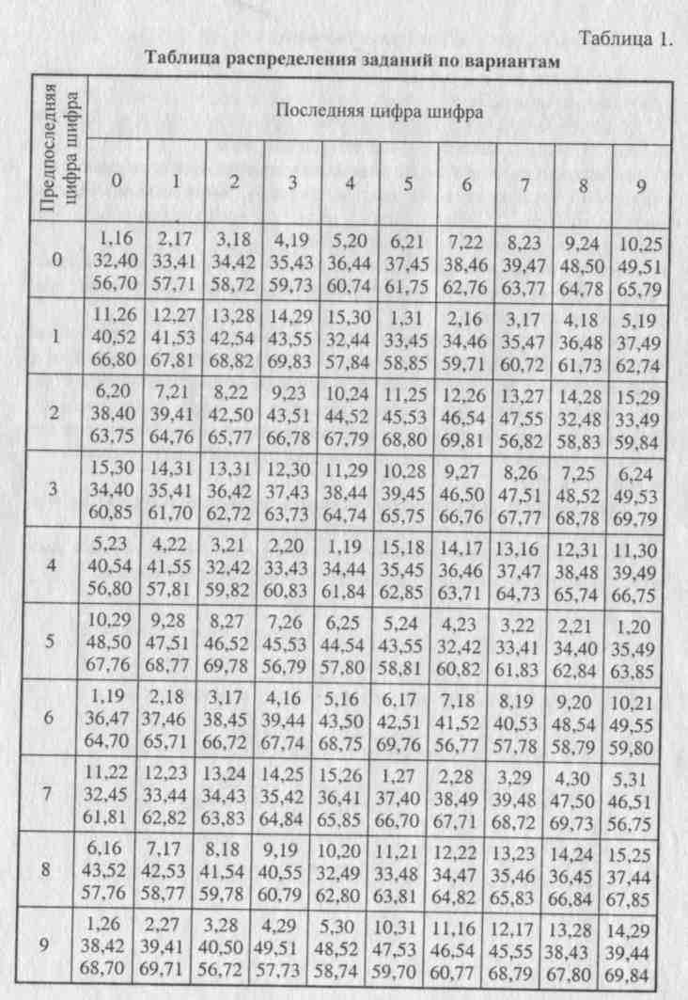 Таблица 1.
Таблица распределения заданий по вариантам
Предпоследняя цифра шифра
Последняя цифра шифра
0 1 2 3 4 5 6 7 8 9
1,16 2,17 3,18 4,19 5,20 6,21 7,22 8,23 9,24 10,25
0 32,40 33,41 34,42 35,43 36,44 37,45 38,46 39,47 48,50 49,51
56,70 57,71 58,72 59,73 60,74 61,75 62,76 63,77 64,78 65,79
11,26 12,27 13,28 14,29 15,30 1,31 2,16 3,17 4,18 5,19
1 40,52 41,53 42,54 43,55 32,44 33,45 34,46 35,47 36,48 37,49
66,80 67,81 68,82 69,83 57,84 58,85 59,71 60,72 61,73 62,74
6,20 7,21 8,22 9,23 10,24 11,25 12,26 13,27 14,28 15,29
2 38,40 39,41 42,50 43,51 44,52 45,53 46,54 47,55 32,48 33,49
63,75 64,76 65,77 66,78 67,79 68,80 69,81 56,82 58,83 59,84
15,30 14,31 13,31 12,30 11,29 10,28 9,27 8,26 7,25 6,24
3 34,40 35,41 36,42 37,43 38,44 39,45 46,50 47,51 48,52 49,53
60,85 61,70 62,72 63,73 64,74 65,75 66,76 67,77 68,78 69,79
5,23 4,22 3,21 2,20 1,19 15,18 14,17 13,16 12,31 11,30
4 40,54 41,55 32,42 33,43 34,44 35,45 36,46 37,47 38,48 39,49
56,80 57,81 59,82 60,83 61,84 62,85 63,71 64,73 65,74 66,75
10,29 9,28 8,27 7,26 6,25 5,24 4,23 3,22 2,21 1,20
5 48,50 47,51 46,52 45,53 44,54 43,55 32,42 33,41 34,40 35,49
67,76 68,77 69,78 56,79 57,80 58,81 60,82 61,83 62,84 63,85
1,19 2,18 3,17 4,16 5,16 6,17 7,18 8,19 9,20 10,21
6 36,47 37,46 38,45 39,44 43,50 42,51 41,52 40,53 48,54 49,55
64,70 65,71 66,72 67,74 68,75 69,76 56,77 57,78 58,79 59,80
11,22 12,23 13,24 14,25 15,26 1,27 2,28 3,29 4,30 5,31
7 32,45 33,44 34,43 35,42 36,41 37,40 38,49 39,48 47,50 46,51
61,81 62,82 63,83 64,84 65,85 66,70 67,71 68,72 69,73 56,75
6,16 7,17 8,18 9,19 10,20 11,21 12,22 13,23 14,24 15,25
8 43,52 42,53 41,54 40,55 32,49 33,48 34,47 35,46 36,45 37,44
57,76 58,77 59,78 60,79 62,80 63,81 64,82 65,83 66,84 67,85
1,26 2,27 3,28 4,29 5,30 10,31 11,16 12,17 13,28 14,29
9 38,42 39,41 40,50 49,51 48,52 47,53 46,54 45,55 38,43 39,44
68,70 69,71 56,72 57,73 58,74 59,70 60,77 68,79 67,80 69,84